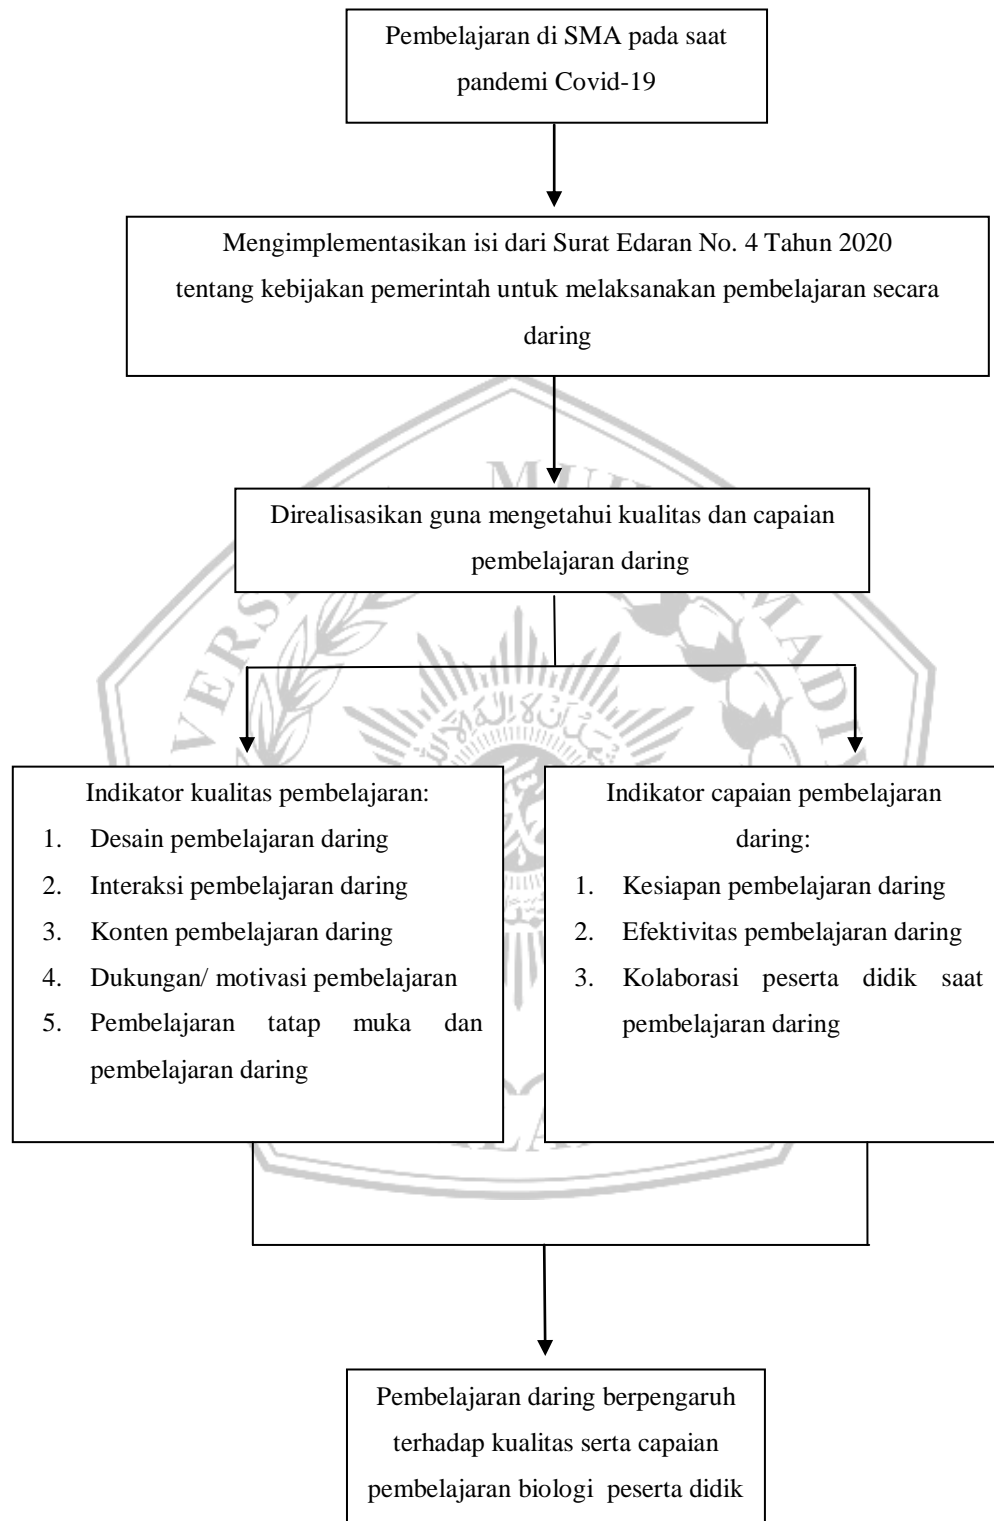 Pembelajaran di SMA pada saat
pandemi Covid-19
Mengimplementasikan isi dari Surat Edaran No. 4 Tahun 2020
tentang kebijakan pemerintah untuk melaksanakan pembelajaran secara
daring
Direalisasikan guna mengetahui kualitas dan capaian
pembelajaran daring
Indikator kualitas pembelajaran:
1. Desain pembelajaran daring
2. Interaksi pembelajaran daring
3. Konten pembelajaran daring
4. Dukungan/ motivasi pembelajaran
5. Pembelajaran tatap muka dan
pembelajaran daring
Indikator capaian pembelajaran
daring:
1. Kesiapan pembelajaran daring
2. Efektivitas pembelajaran daring
3. Kolaborasi peserta didik saat
pembelajaran daring
Pembelajaran daring berpengaruh
terhadap kualitas serta capaian
pembelajaran biologi peserta didik